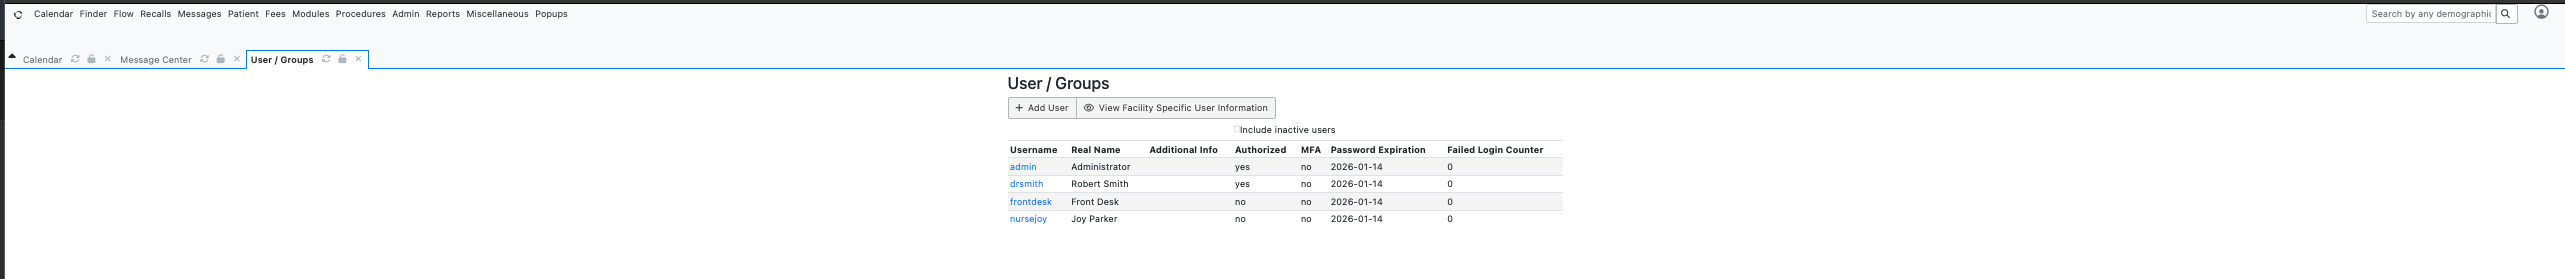 Calendar Finder Flow Recalls Messages Patient Fees Modules Procedures Admin Reports Miscellaneous Popups
Search by any demographic
Calendar Message Center User / Groups
User / Groups
Add User View Facility Specific User Information
Include inactive users
Username Real Name Additional Info Authorized MFA Password Expiration Failed Login Counter
admin Administrator yes no 2026-01-14 0
drsmith Robert Smith yes no 2026-01-14 0
frontdesk Front Desk no no 2026-01-14 0
nursejoy Joy Parker no no 2026-01-14 0